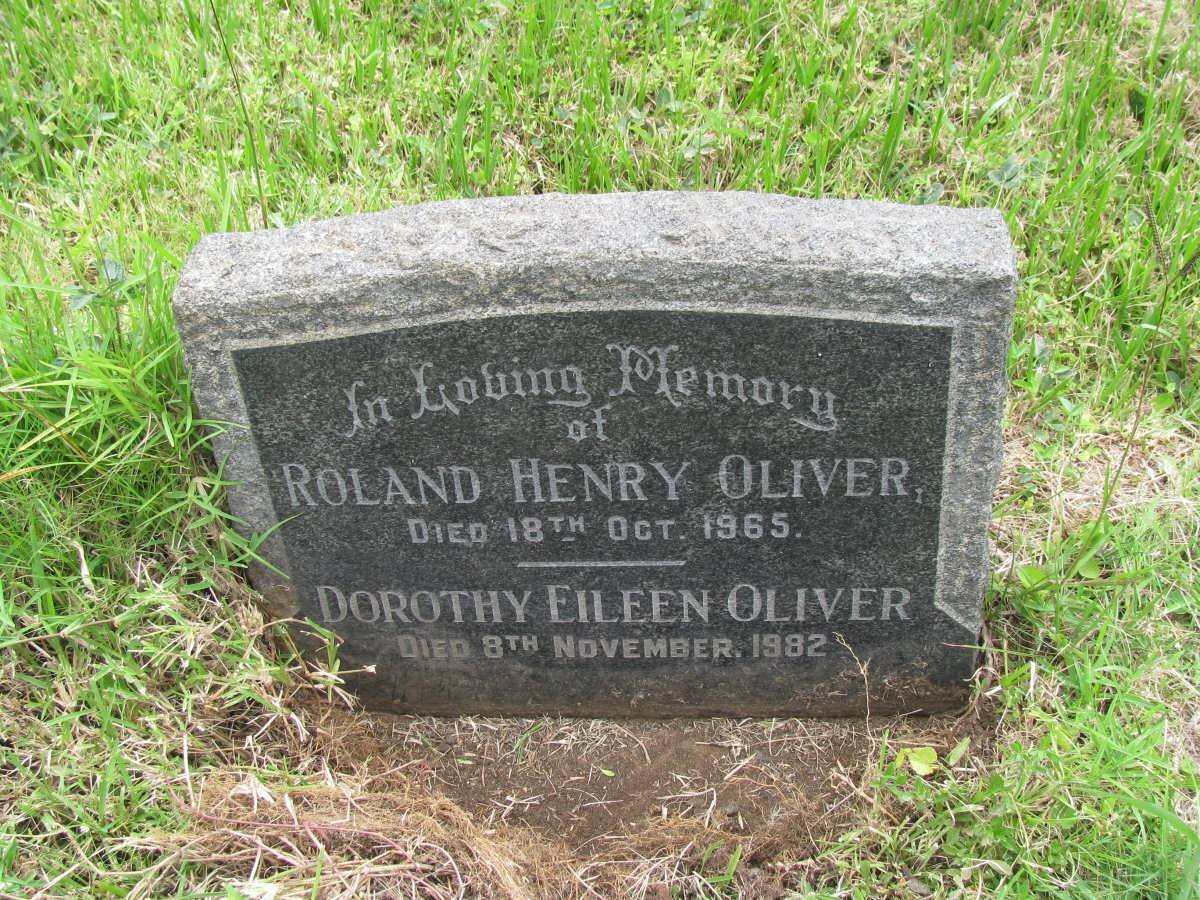 In Loving Memory
of
ROLAND HENRY OLIVER,
DIED 18TH OCT. 1965.
DOROTHY EILEEN OLIVER
DIED 8TH NOVEMBER. 1982